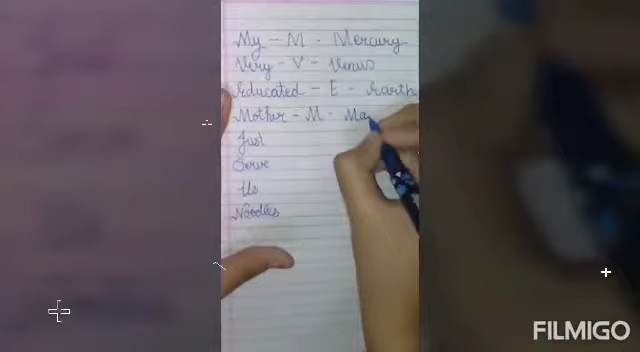 My - M - Mercury
Very - V - Venus
Educated - E - Earth
Mother - M - Ma
Just
Serve
Us
Noodles
FILMIGO